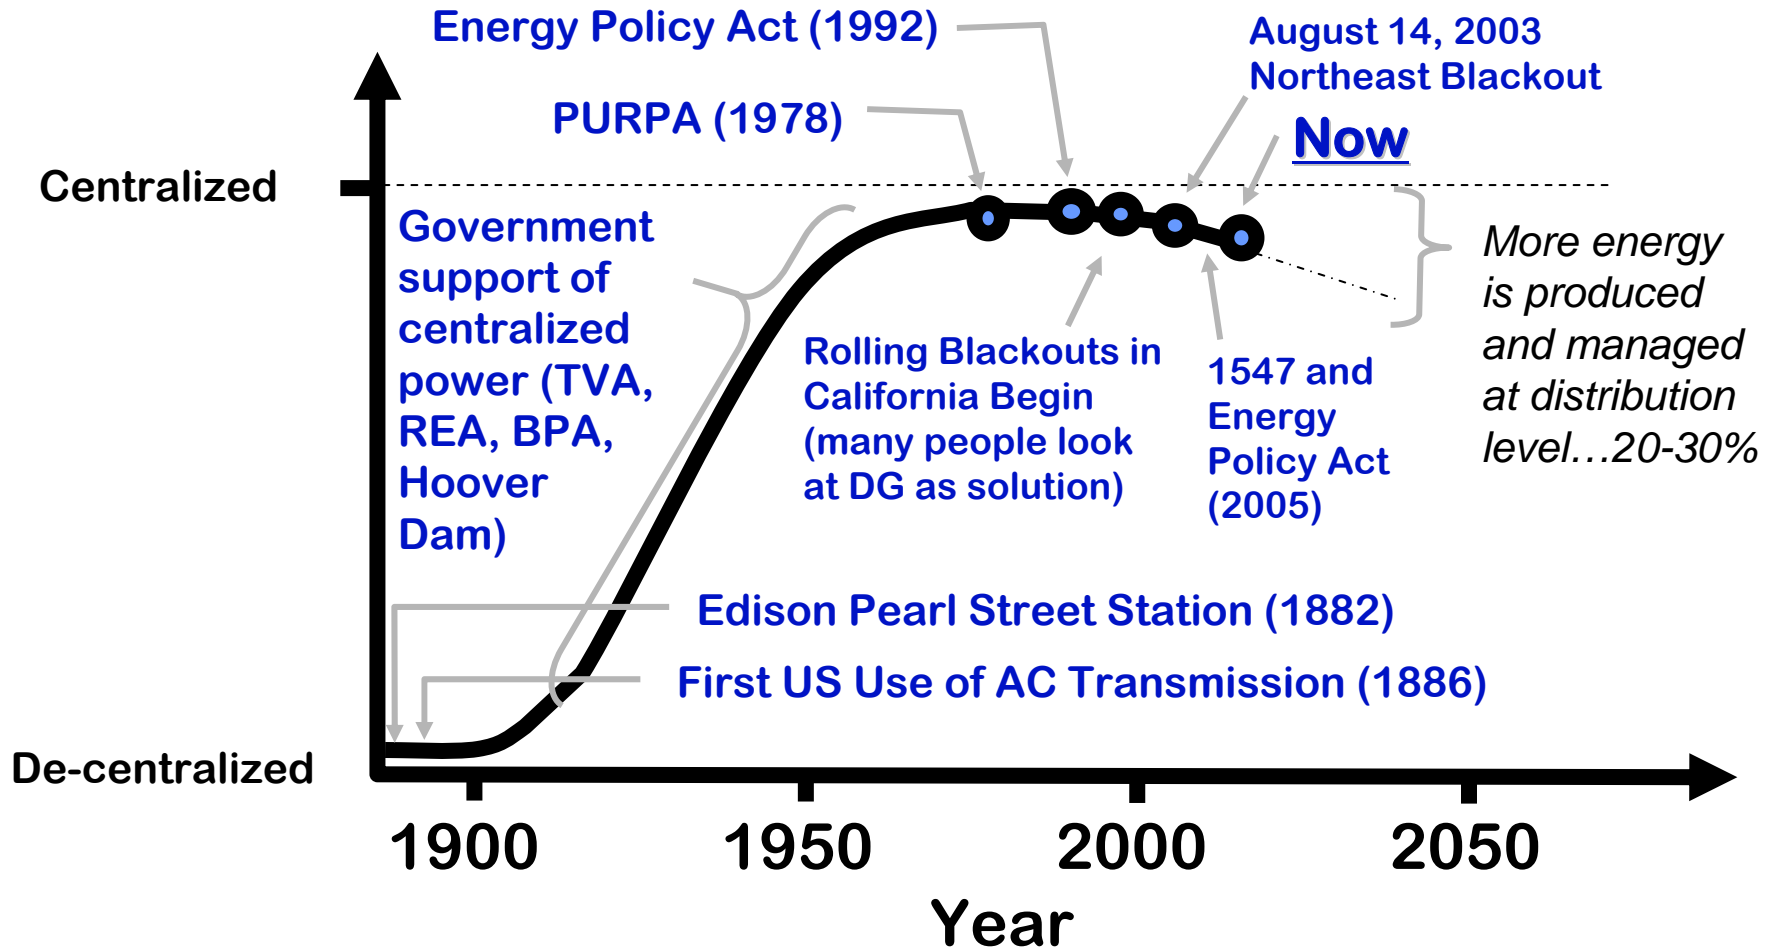 Energy Policy Act (1992)
August 14, 2003
Northeast Blackout
PURPA (1978)
Now
Centralized
Government
support of
centralized
power (TVA,
REA, BPA,
Hoover
Dam)
More energy
is produced
and managed
at distribution
level…20-30%
Rolling Blackouts in
California Begin
(many people look
at DG as solution)
1547 and
Energy
Policy Act
(2005)
Edison Pearl Street Station (1882)
First US Use of AC Transmission (1886)
De-centralized
1900
1950
2000
2050
Year